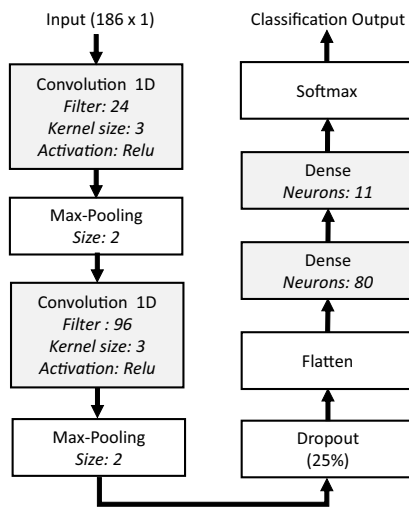 Input (186 x 1)
Convolution 1D
Filter: 24
Kernel size: 3
Activation: Relu
Max-Pooling
Size: 2
Convolution 1D
Filter : 96
Kernel size: 3
Activation: Relu
Max-Pooling
Size: 2
Dropout
(25%)
Flatten
Dense
Neurons: 80
Dense
Neurons: 11
Softmax
Classification Output